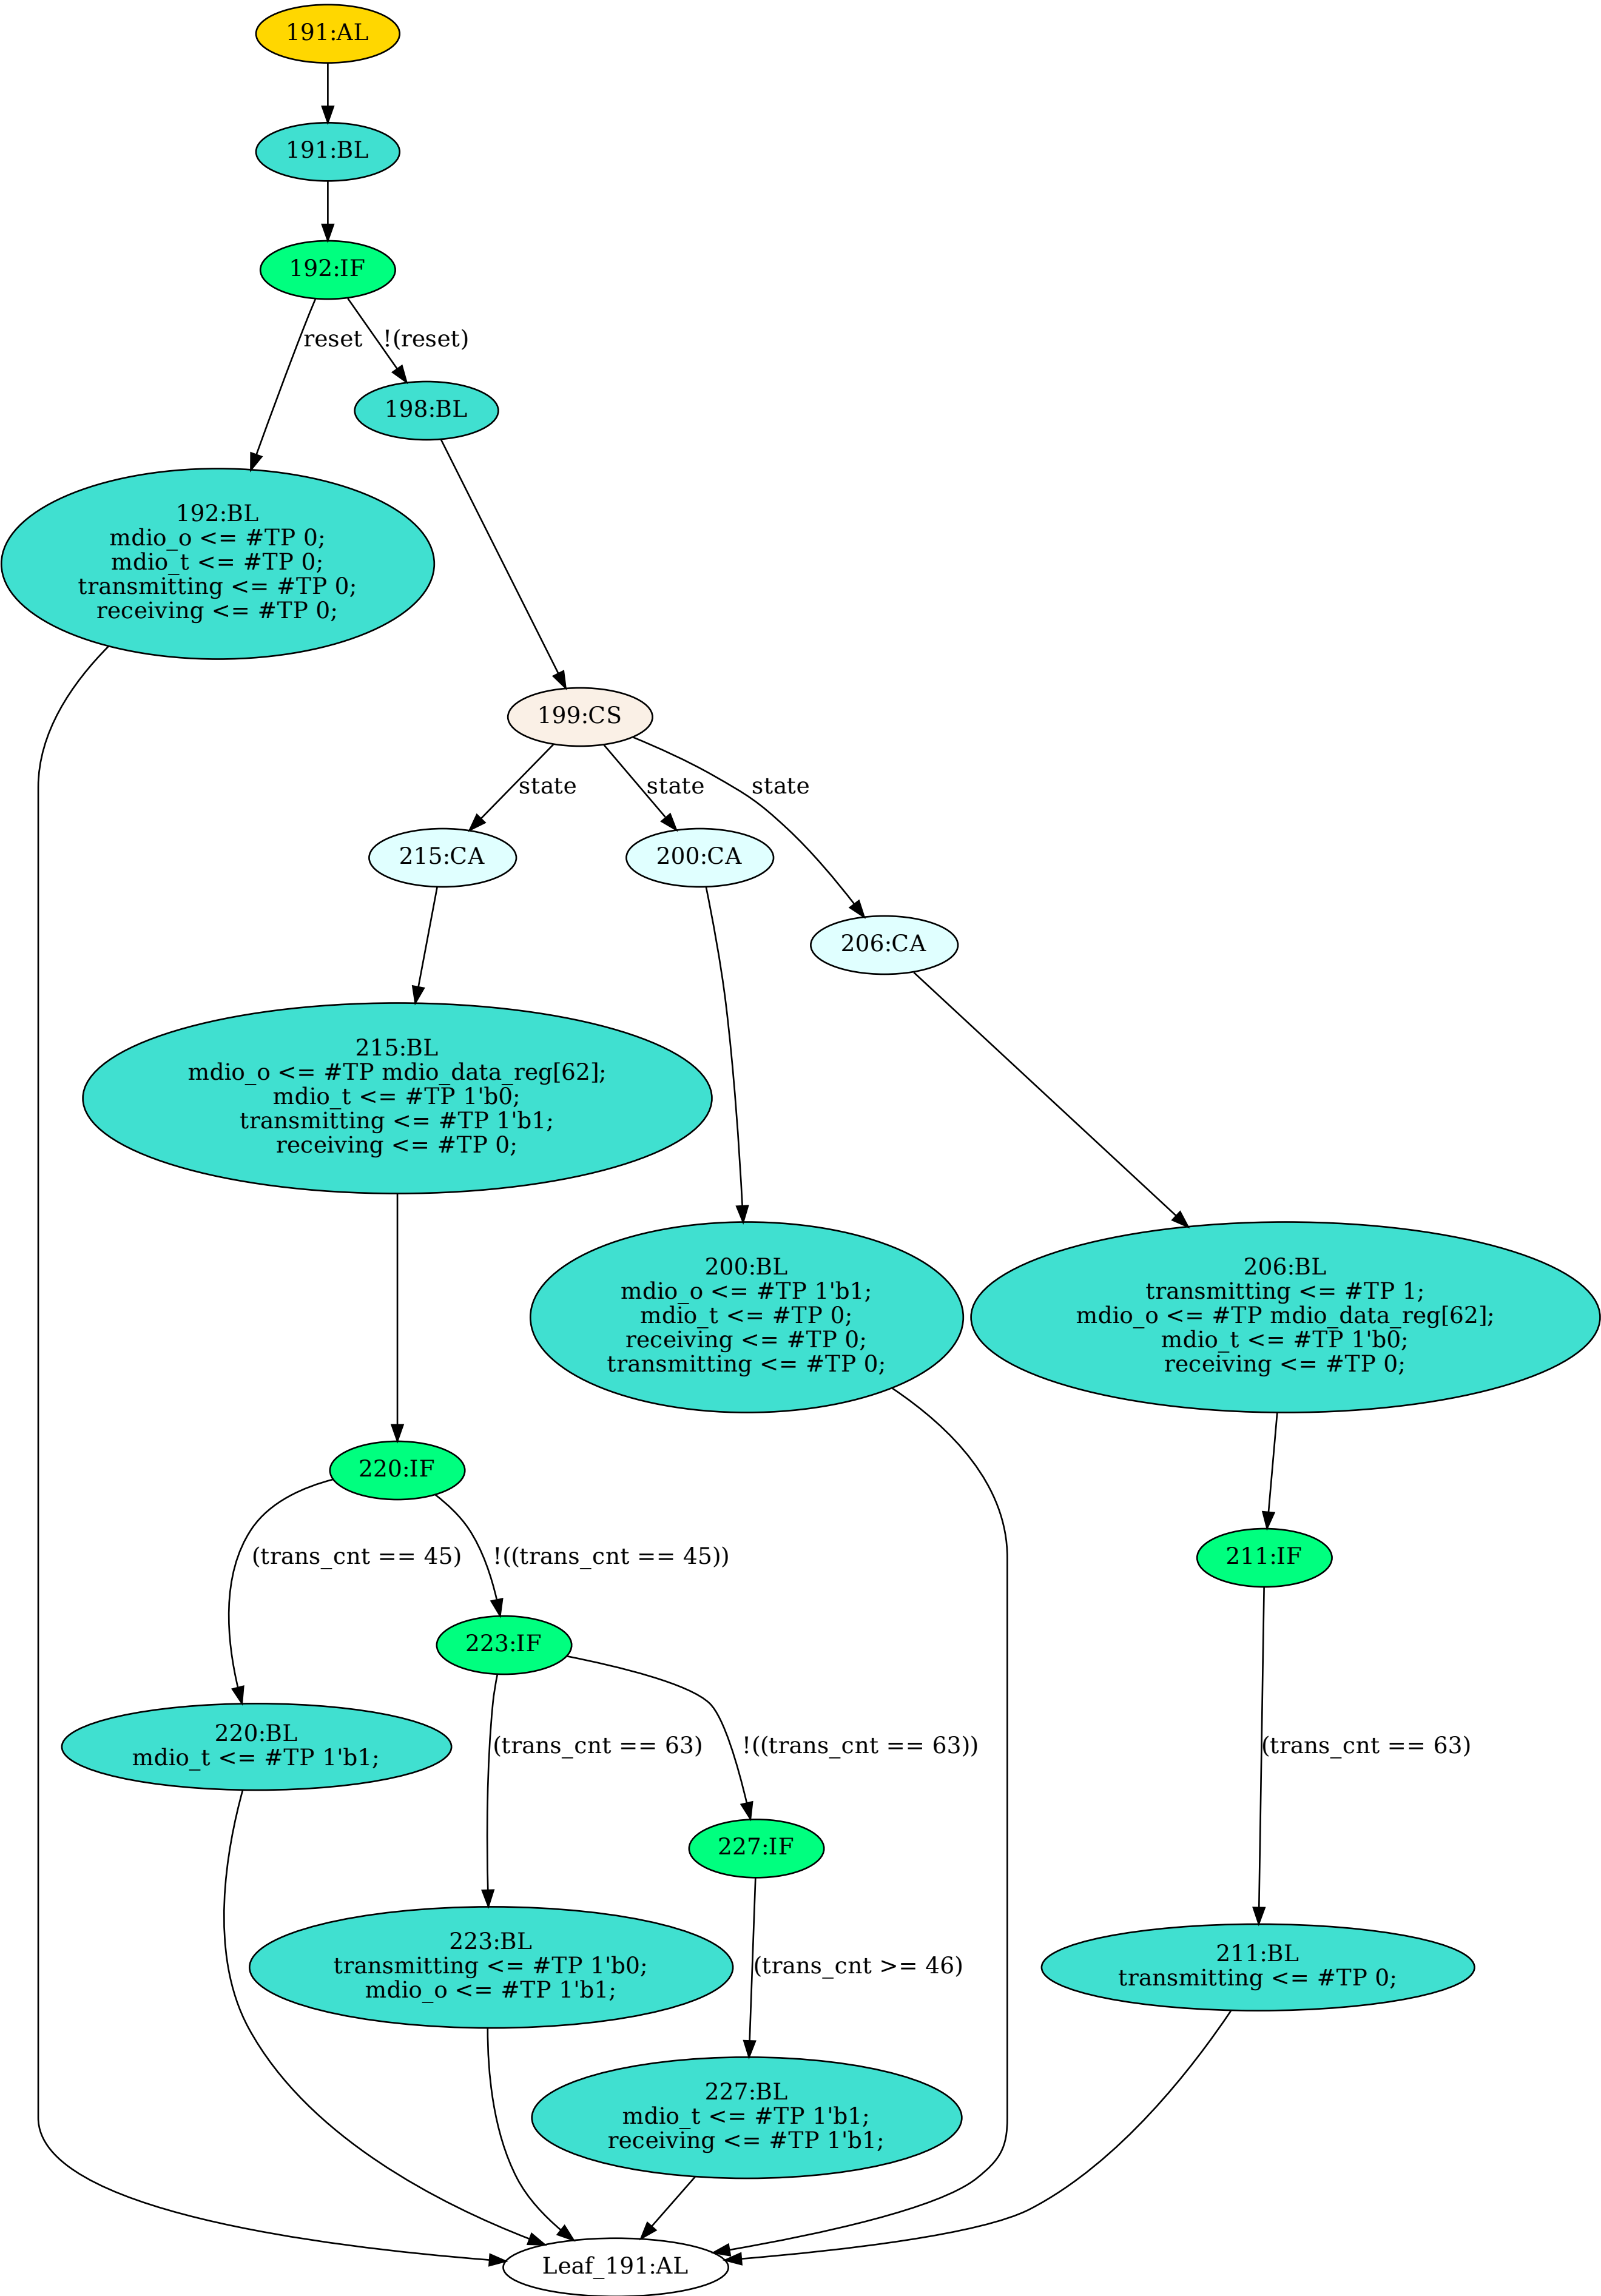 191:AL
191:BL
192:IF
reset
!(reset)
198:BL
192:BL
mdio_o <= #TP 0;
mdio_t <= #TP 0;
transmitting <= #TP 0;
receiving <= #TP 0;
199:CS
state
state
state
215:CA
200:CA
206:CA
215:BL
mdio_o <= #TP mdio_data_reg[62];
mdio_t <= #TP 1'b0;
transmitting <= #TP 1'b1;
receiving <= #TP 0;
200:BL
mdio_o <= #TP 1'b1;
mdio_t <= #TP 0;
receiving <= #TP 0;
transmitting <= #TP 0;
206:BL
transmitting <= #TP 1;
mdio_o <= #TP mdio_data_reg[62];
mdio_t <= #TP 1'b0;
receiving <= #TP 0;
220:IF
211:IF
(trans_cnt == 45)
!((trans_cnt == 45))
223:IF
220:BL
mdio_t <= #TP 1'b1;
(trans_cnt == 63)
!((trans_cnt == 63))
(trans_cnt == 63)
227:IF
223:BL
transmitting <= #TP 1'b0;
mdio_o <= #TP 1'b1;
(trans_cnt >= 46)
211:BL
transmitting <= #TP 0;
227:BL
mdio_t <= #TP 1'b1;
receiving <= #TP 1'b1;
Leaf_191:AL